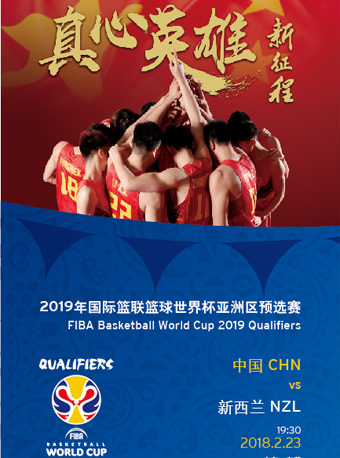 真心英雄
新征程
18
22
2019年国际篮联篮球世界杯亚洲区预选赛
FIBA Basketball World Cup 2019 Qualifiers
QUALIFIERS
中国 CHN
vs
新西兰 NZL
19:30
2018.2.23
FIBA
BASKETBALL
WORLD CUP